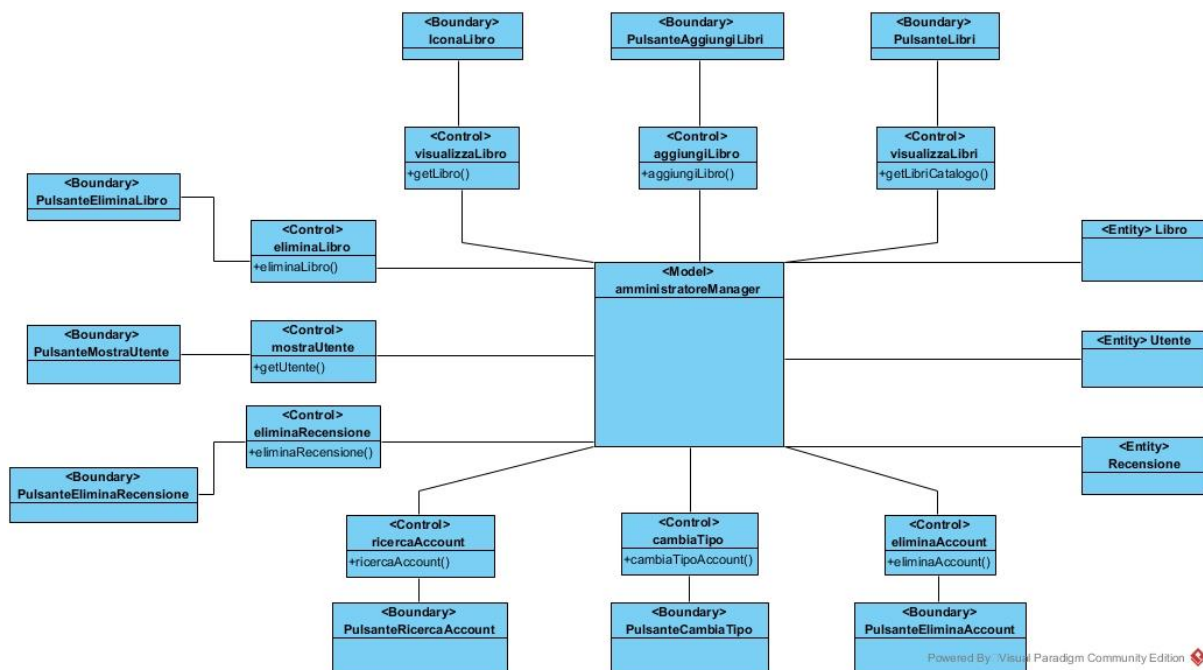 <Boundary>
IconaLibro
<Boundary>
PulsanteAggiungiLibri
<Boundary>
PulsanteLibri
<Control>
visualizzaLibro
+getLibro()
<Control>
aggiungiLibro
+aggiungiLibro()
<Control>
visualizzaLibri
+getLibriCatalogo()
<Boundary>
PulsanteEliminaLibro
<Control>
eliminaLibro
+eliminaLibro()
<Entity> Libro
<Model>
amministratoreManager
<Boundary>
PulsanteMostraUtente
<Control>
mostraUtente
+getUtente()
<Entity> Utente
<Control>
eliminaRecensione
+eliminaRecensione()
<Entity>
Recensione
<Boundary>
PulsanteEliminaRecensione
<Control>
ricercaAccount
+ricercaAccount()
<Control>
cambiaTipo
+cambiaTipoAccount()
<Control>
eliminaAccount
+eliminaAccount()
<Boundary>
PulsanteRicercaAccount
<Boundary>
PulsanteCambiaTipo
<Boundary>
PulsanteEliminaAccount
Powered By Visual Paradigm Community Edition